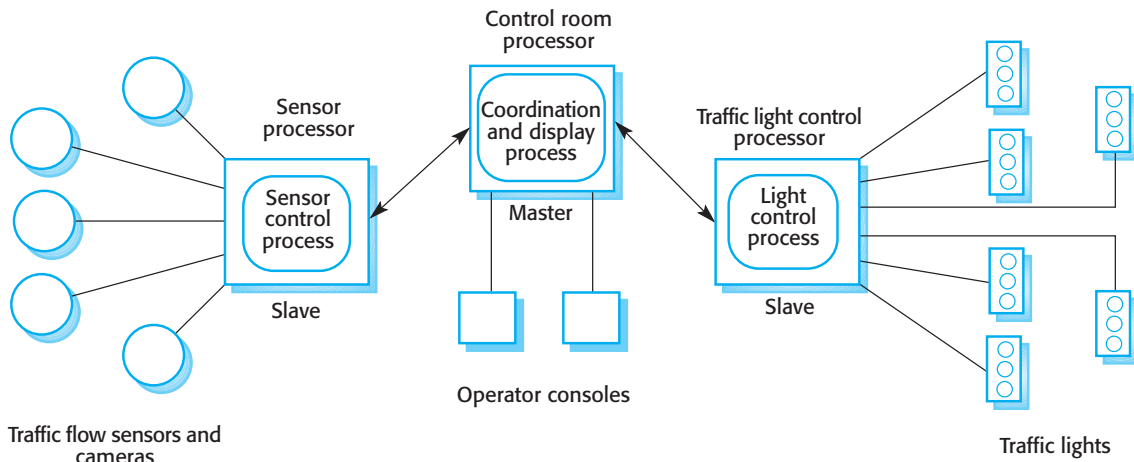 Control room
processor
Sensor
processor
Coordination
and display
process
Traffic light control
processor
Sensor
control
process
Master
Light
control
process
Slave
Slave
Operator consoles
Traffic flow sensors and
cameras
Traffic lights